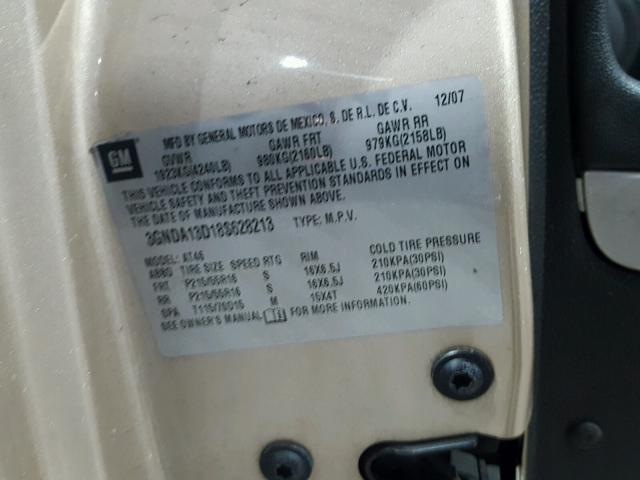 GM
MFD BY GENERAL MOTORS DE MEXICO, S. DE R.L. DE C.V. 12/07
GVWR GAWR FRT GAWR RR
1923KG(4240LB) 980KG(2160LB) 979KG(2158LB)
THIS VEHICLE CONFORMS TO ALL APPLICABLE U.S. FEDERAL MOTOR
VEHICLE SAFETY AND THEFT PREVENTION STANDARDS IN EFFECT ON
THE DATE OF MANUFACTURE SHOWN ABOVE.
3GNDA13D18S628213 TYPE: M.P.V.
MODEL: AT46
ABBD TIRE SIZE SPEED RTG RIM COLD TIRE PRESSURE
FRT P215/55R16 S 16X6.5J 210KPA(30PSI)
RR P215/55R16 S 16X6.5J 210KPA(30PSI)
SPA T115/70D15 M 15X4T 420KPA(60PSI)
SEE OWNER'S MANUAL FOR MORE INFORMATION.